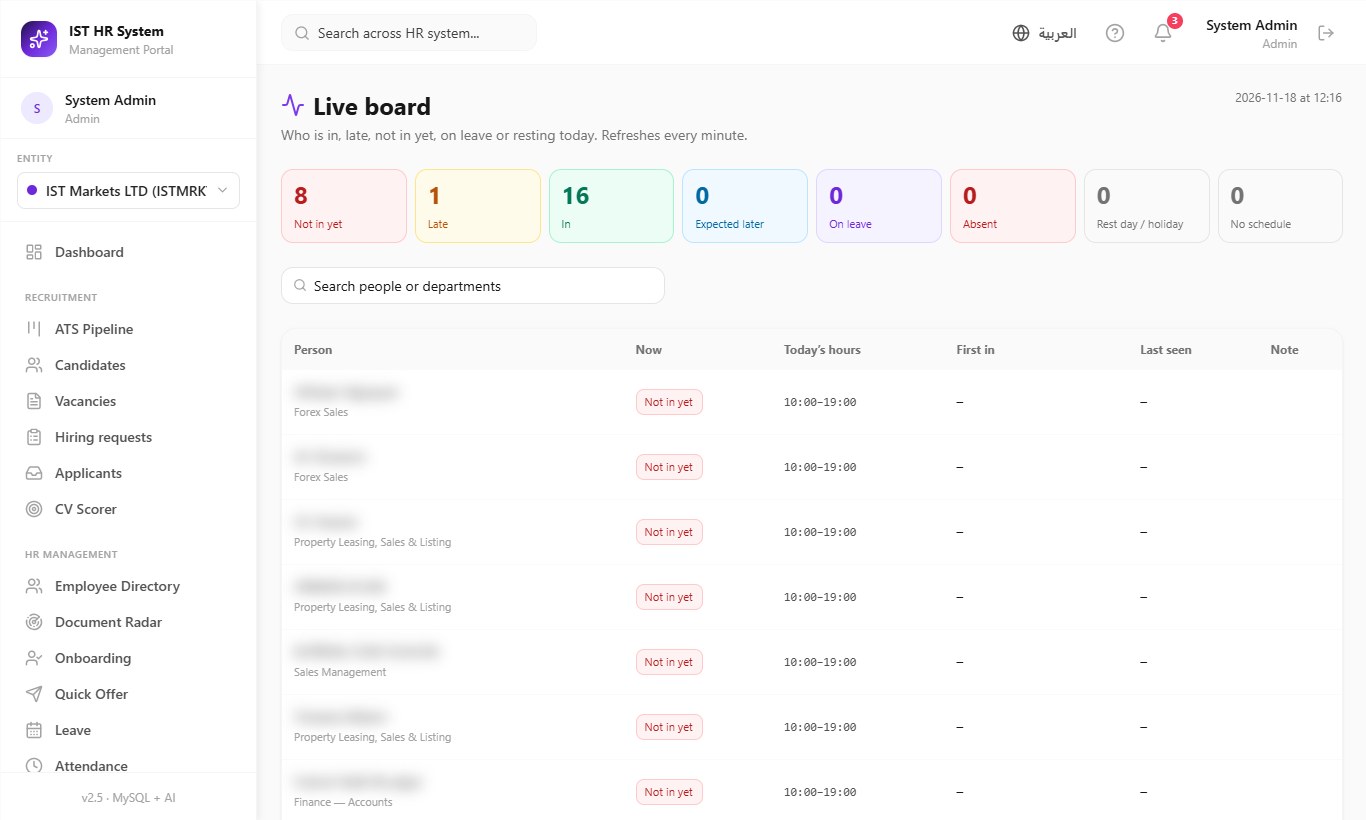 IST HR System
Management Portal
Search across HR system...
العربية
3
System Admin
Admin
S
System Admin
Admin
ENTITY
IST Markets LTD (ISTMRK
Dashboard
RECRUITMENT
ATS Pipeline
Candidates
Vacancies
Hiring requests
Applicants
CV Scorer
HR MANAGEMENT
Employee Directory
Document Radar
Onboarding
Quick Offer
Leave
Attendance
v2.5 · MySQL + AI
Live board
2026-11-18 at 12:16
Who is in, late, not in yet, on leave or resting today. Refreshes every minute.
8 1 16 0 0 0 0 0
Not in yet Late In Expected later On leave Absent Rest day / holiday No schedule
Search people or departments
Person Now Today's hours First in Last seen Note
Not in yet 10:00–19:00 — —
Forex Sales
Not in yet 10:00–19:00 — —
Forex Sales
Not in yet 10:00–19:00 — —
Property Leasing, Sales & Listing
Not in yet 10:00–19:00 — —
Property Leasing, Sales & Listing
Not in yet 10:00–19:00 — —
Sales Management
Not in yet 10:00–19:00 — —
Property Leasing, Sales & Listing
Not in yet 10:00–19:00 — —
Finance — Accounts